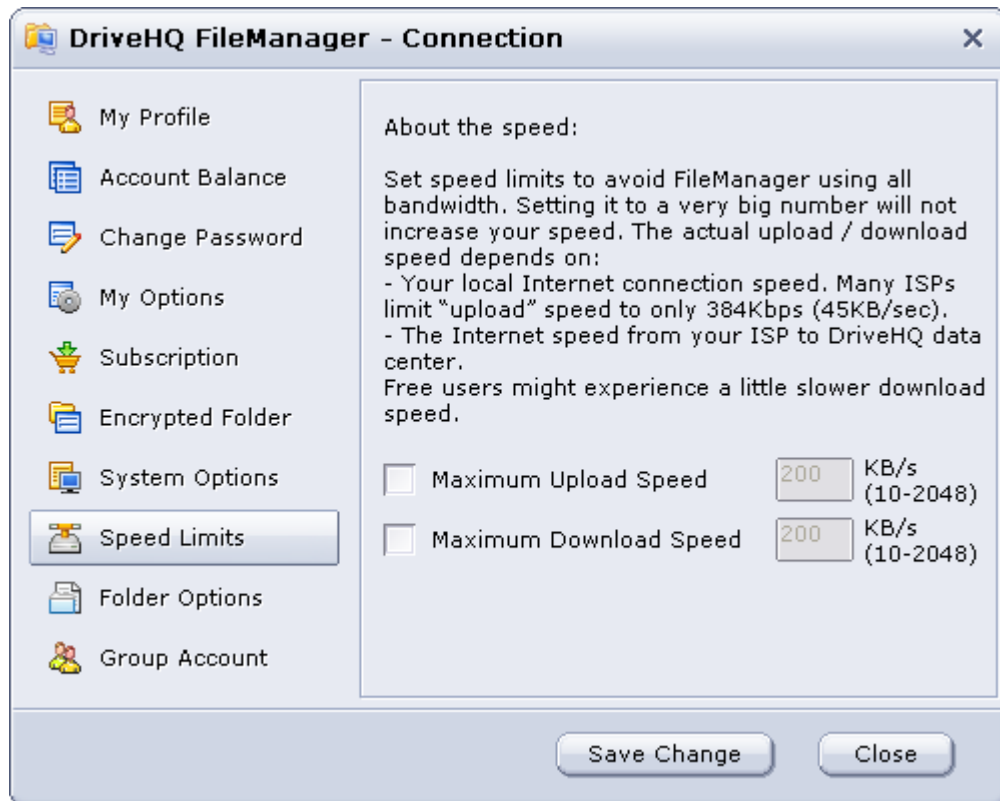 DriveHQ FileManager - Connection
My Profile
Account Balance
Change Password
My Options
Subscription
Encrypted Folder
System Options
Speed Limits
Folder Options
Group Account
About the speed:
Set speed limits to avoid FileManager using all
bandwidth. Setting it to a very big number will not
increase your speed. The actual upload / download
speed depends on:
- Your local Internet connection speed. Many ISPs
limit “upload” speed to only 384Kbps (45KB/sec).
- The Internet speed from your ISP to DriveHQ data
center.
Free users might experience a little slower download
speed.
Maximum Upload Speed 200 KB/s
(10-2048)
Maximum Download Speed 200 KB/s
(10-2048)
Save Change Close